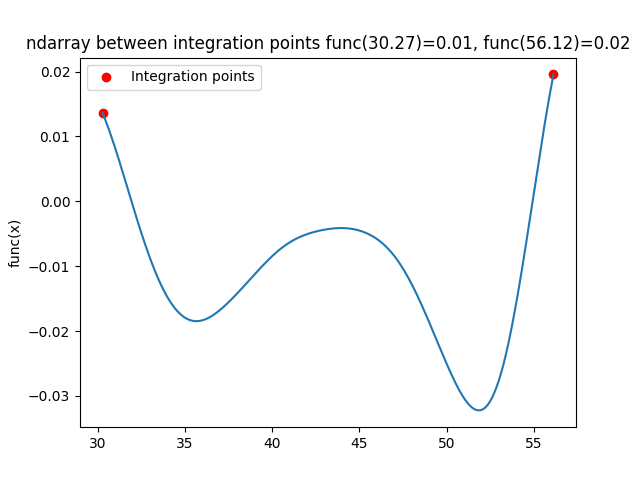 ndarray between integration points func(30.27)=0.01, func(56.12)=0.02
Integration points
0.02
0.01
0.00
−0.01
−0.02
−0.03
func(x)
30 35 40 45 50 55